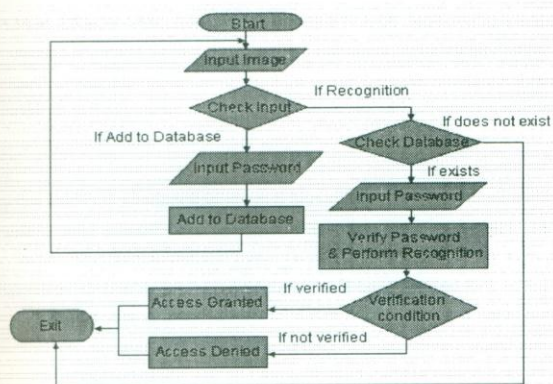 Start
Input Image
Check Input
If Recognition
If does not exist
If Add to Database
Check Database
If exists
Input Password
Input Password
Add to Database
Verify Password
& Perform Recognition
If verified
Access Granted
Verification
condition
Exit
If not verified
Access Denied